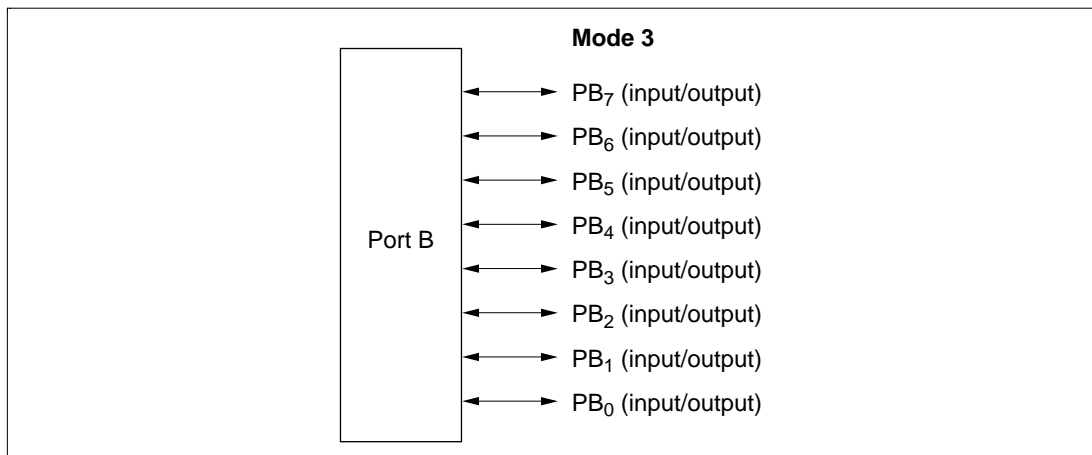 Mode 3
PB7 (input/output)
PB6 (input/output)
PB5 (input/output)
PB4 (input/output)
Port B
PB3 (input/output)
PB2 (input/output)
PB1 (input/output)
PB0 (input/output)